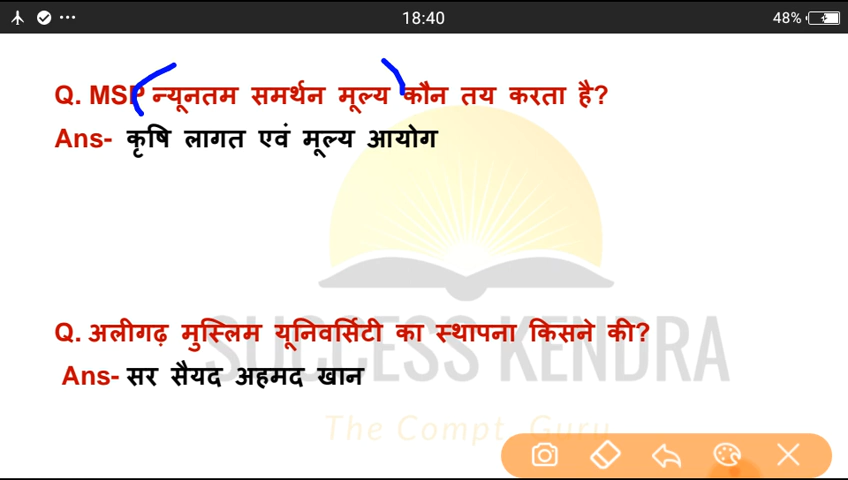 18:40
48%
Q. MSP न्यूनतम समर्थन मूल्य कौन तय करता है?
Ans- कृषि लागत एवं मूल्य आयोग
Q. अलीगढ़ मुस्लिम यूनिवर्सिटी का स्थापना किसने की?
SUCCESS KENDRA
Ans- सर सैयद अहमद खान
The Compt. Guru